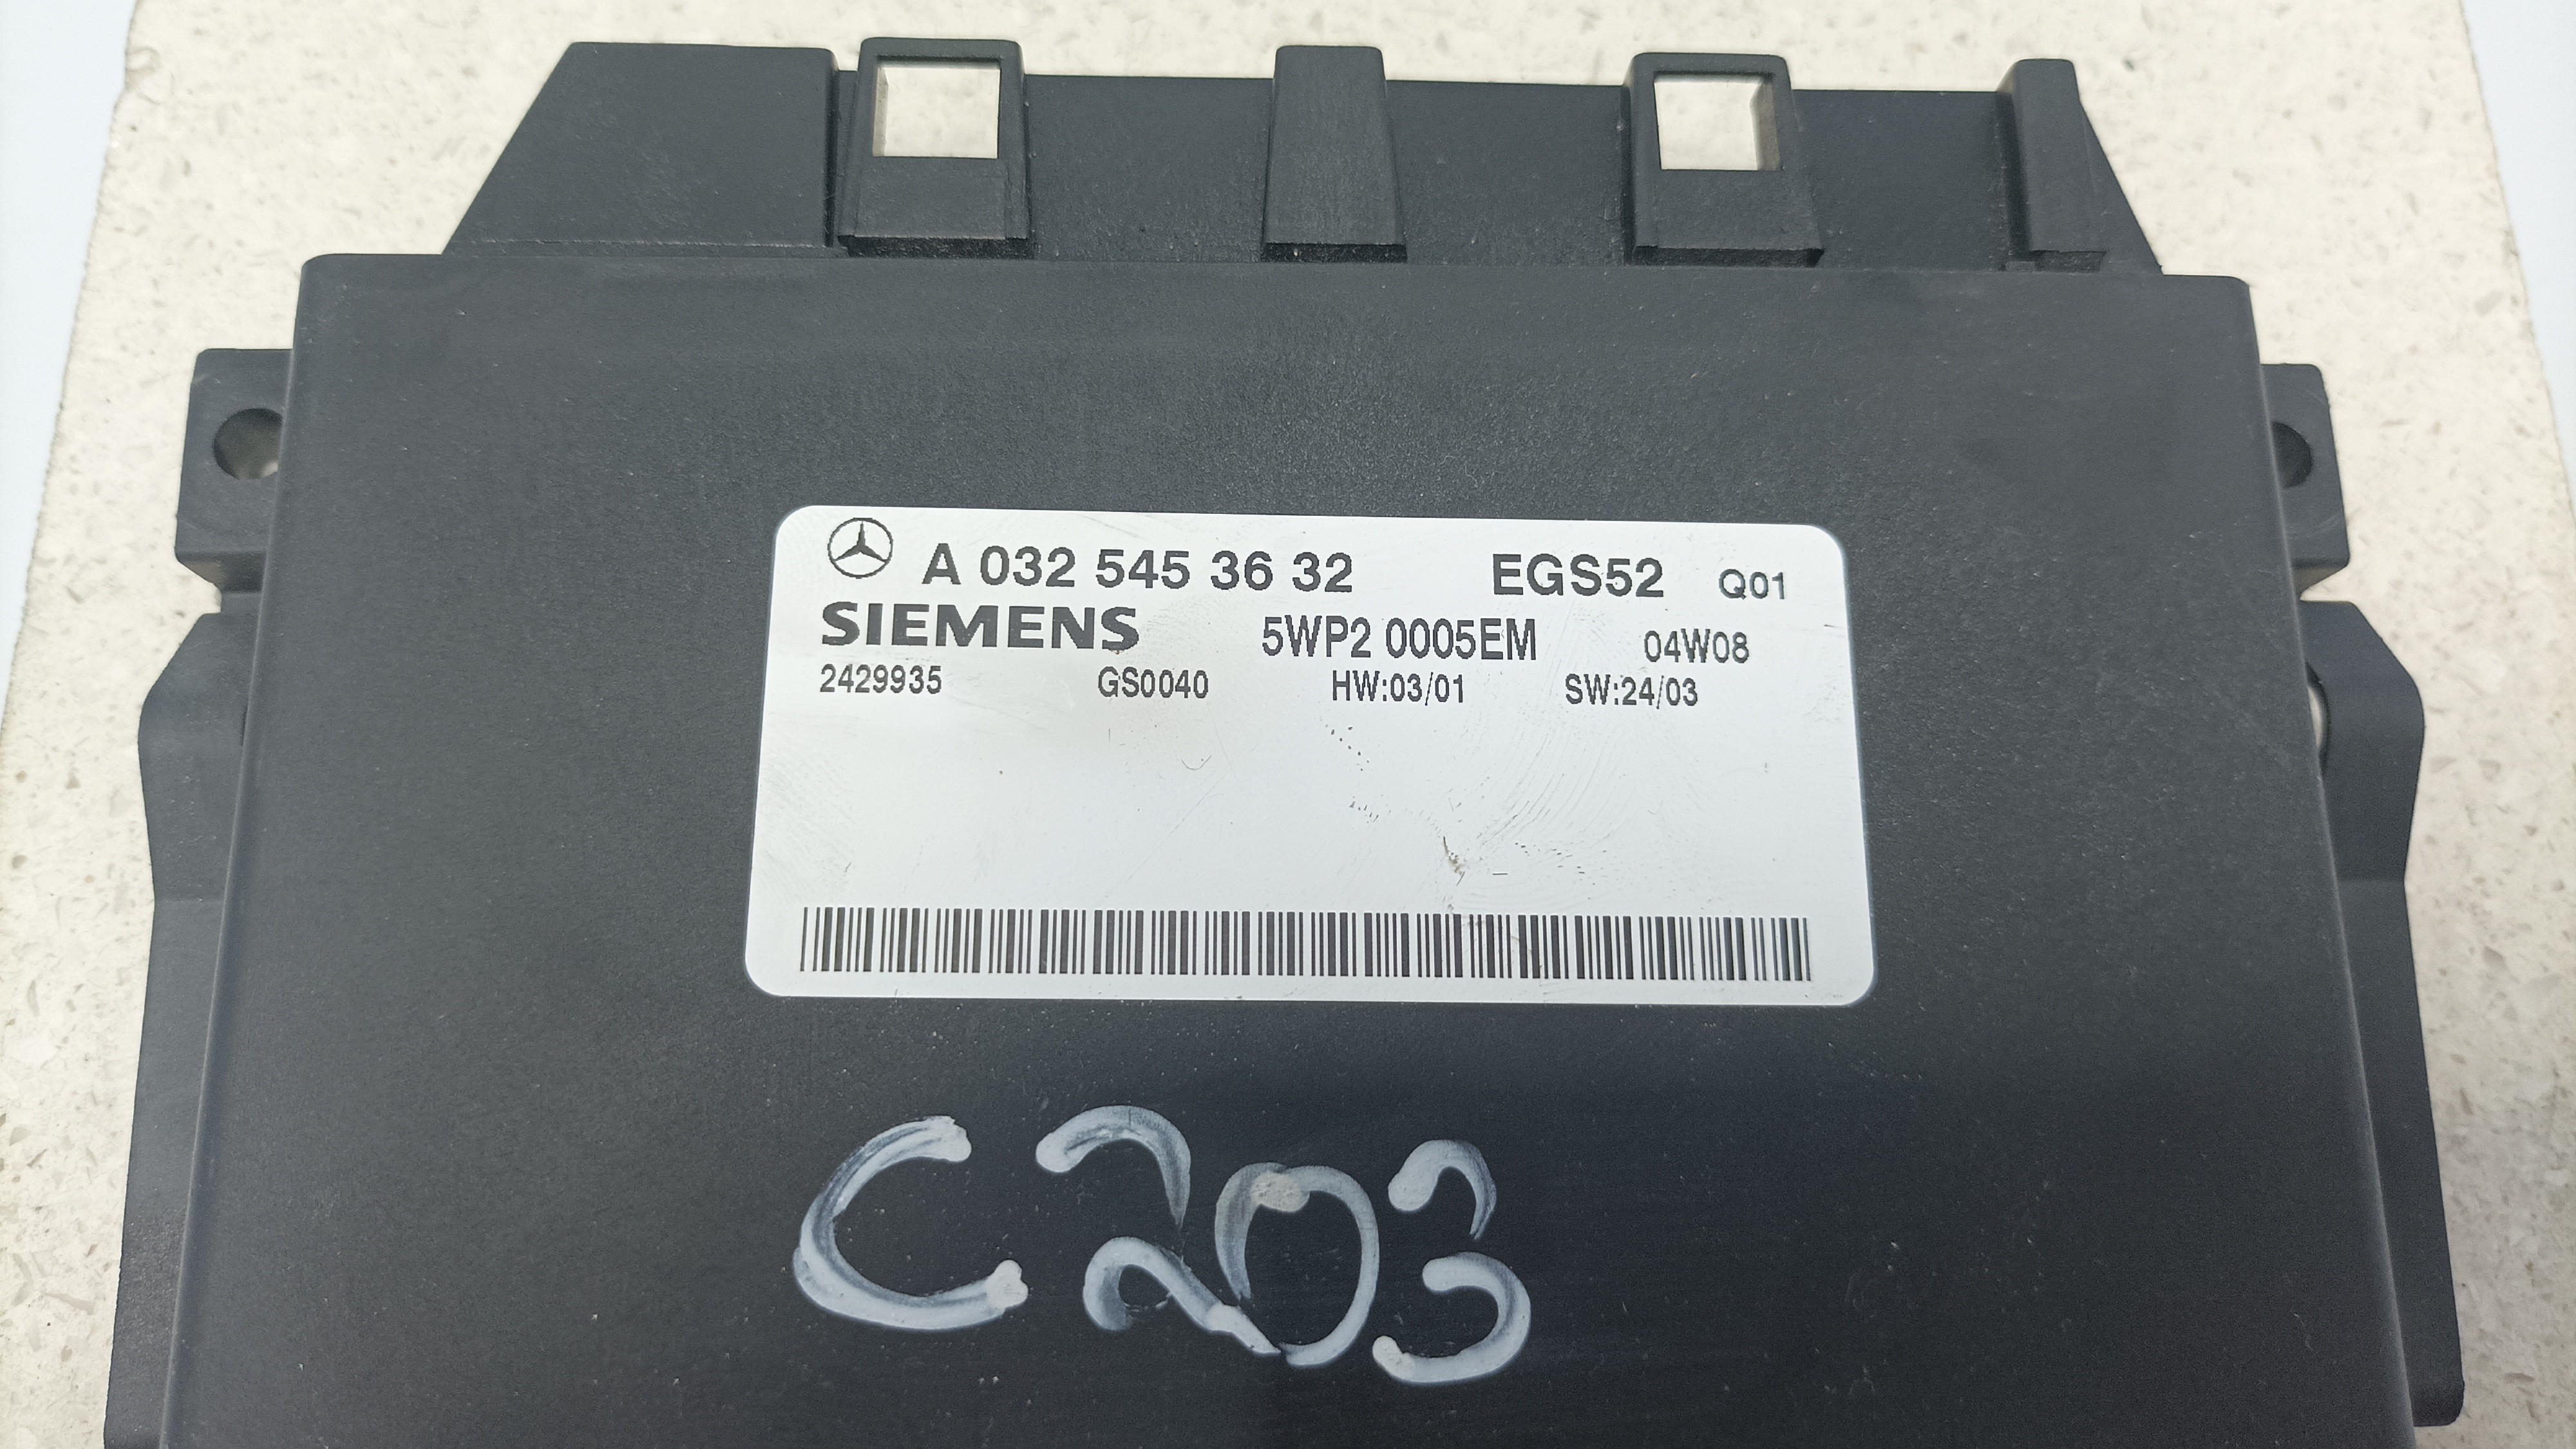 A 032 545 36 32 EGS52 Q01
SIEMENS 5WP2 0005EM 04W08
2429935 GS0040 HW:03/01 SW:24/03
C203